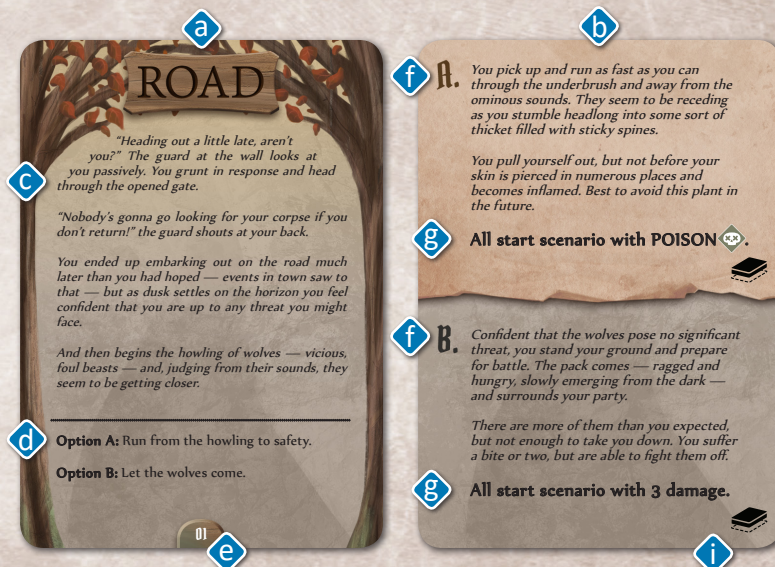 a
b
ROAD
c
“Heading out a little late, aren't
you?” The guard at the wall looks at
you passively. You grunt in response and head
through the opened gate.
“Nobody's gonna go looking for your corpse if you
don't return!” the guard shouts at your back.
You ended up embarking out on the road much
later than you had hoped — events in town saw to
that — but as dusk settles on the horizon you feel
confident that you are up to any threat you might
face.
And then begins the howling of wolves — vicious,
foul beasts — and, judging from their sounds, they
seem to be getting closer.
d
Option A: Run from the howling to safety.
Option B: Let the wolves come.
01
e
f
A.
You pick up and run as fast as you can
through the underbrush and away from the
ominous sounds. They seem to be receding
as you stumble headlong into some sort of
thicket filled with sticky spines.
You pull yourself out, but not before your
skin is pierced in numerous places and
becomes inflamed. Best to avoid this plant in
the future.
g
All start scenario with POISON .
f
B.
Confident that the wolves pose no significant
threat, you stand your ground and prepare
for battle. The pack comes — ragged and
hungry, slowly emerging from the dark —
and surrounds your party.
There are more of them than you expected,
but not enough to take you down. You suffer
a bite or two, but are able to fight them off.
g
All start scenario with 3 damage.
i